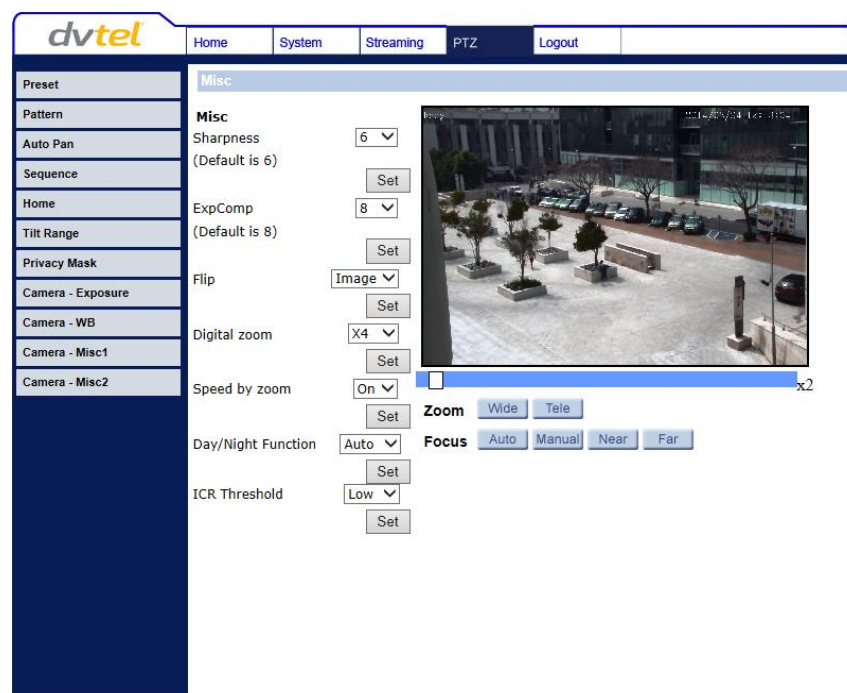 dvtel
Home System Streaming PTZ Logout
Misc
Preset
Pattern
Auto Pan
Sequence
Home
Tilt Range
Privacy Mask
Camera - Exposure
Camera - WB
Camera - Misc1
Camera - Misc2
Misc
Sharpness 6
(Default is 6)
Set
ExpComp 8
(Default is 8)
Set
Flip Image
Set
Digital zoom X4
Set
Speed by zoom On
Set
Day/Night Function Auto
Set
ICR Threshold Low
Set
x2
Zoom Wide Tele
Focus Auto Manual Near Far